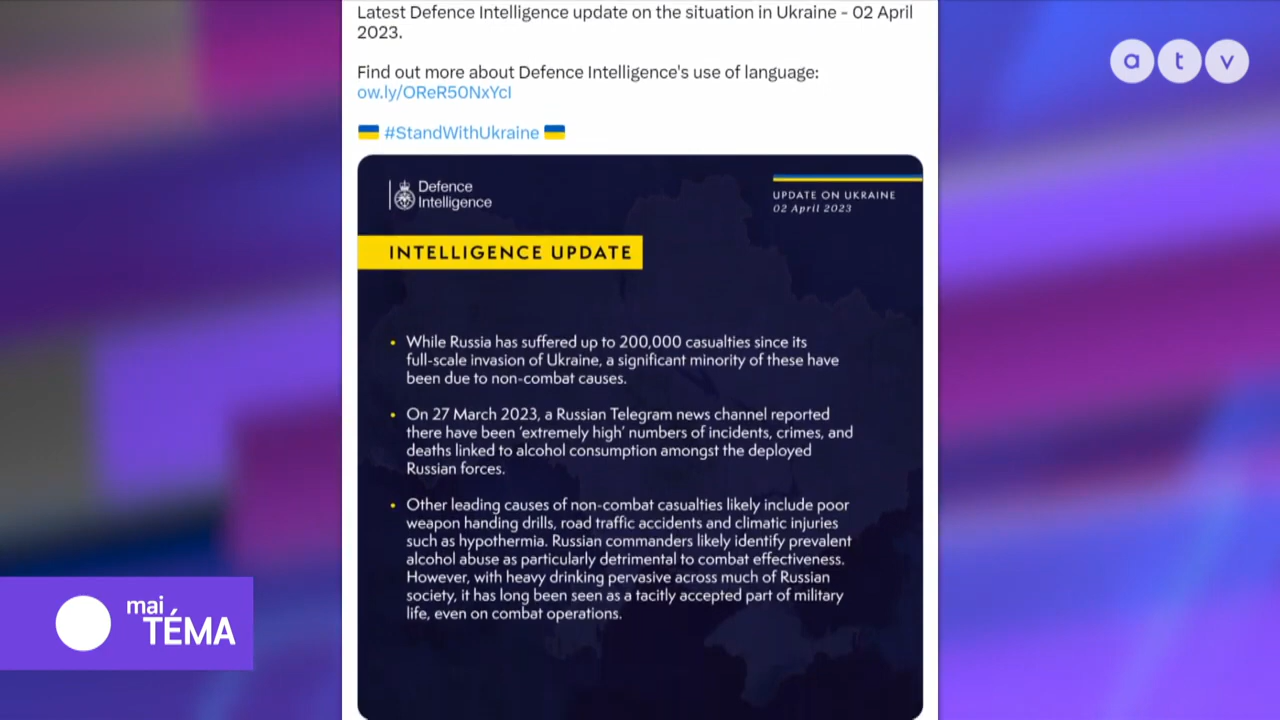 Latest Defence Intelligence update on the situation in Ukraine - 02 April
2023.
Find out more about Defence Intelligence's use of language:
ow.ly/OReR50NxYcI
#StandWithUkraine
atv
Defence
Intelligence
UPDATE ON UKRAINE
02 April 2023
INTELLIGENCE UPDATE
• While Russia has suffered up to 200,000 casualties since its
full-scale invasion of Ukraine, a significant minority of these have
been due to non-combat causes.
• On 27 March 2023, a Russian Telegram news channel reported
there have been ‘extremely high’ numbers of incidents, crimes, and
deaths linked to alcohol consumption amongst the deployed
Russian forces.
• Other leading causes of non-combat casualties likely include poor
weapon handing drills, road traffic accidents and climatic injuries
such as hypothermia. Russian commanders likely identify prevalent
alcohol abuse as particularly detrimental to combat effectiveness.
However, with heavy drinking pervasive across much of Russian
society, it has long been seen as a tacitly accepted part of military
life, even on combat operations.
mai
TÉMA